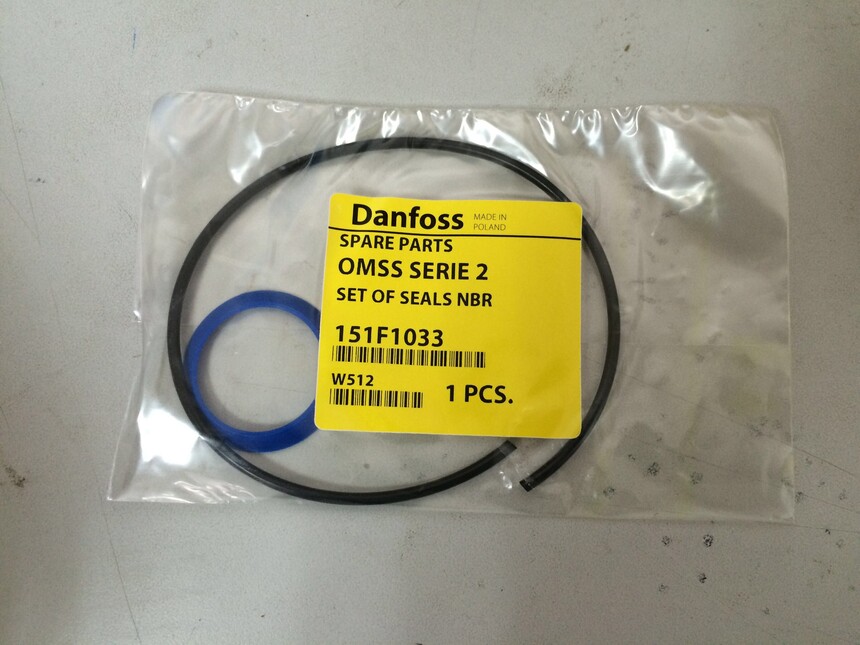 Danfoss MADE IN
POLAND
SPARE PARTS
OMSS SERIE 2
SET OF SEALS NBR
151F1033
W512
1 PCS.